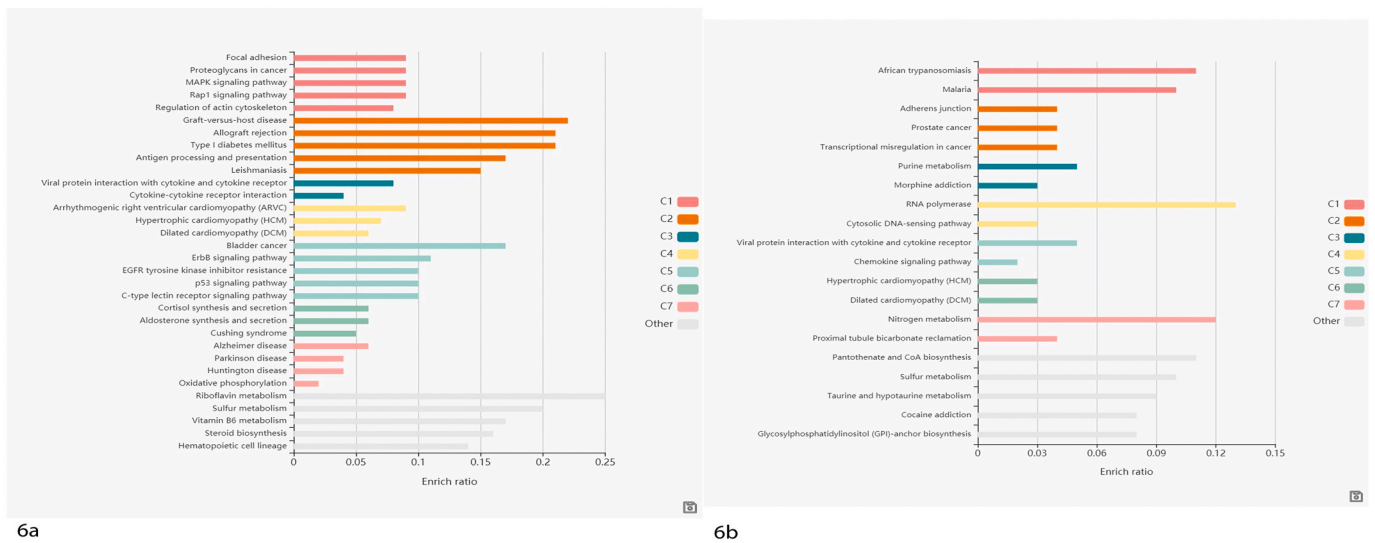 Focal adhesion
Proteoglycans in cancer
MAPK signaling pathway
Rap1 signaling pathway
Regulation of actin cytoskeleton
Graft-versus-host disease
Allograft rejection
Type I diabetes mellitus
Antigen processing and presentation
Leishmaniasis
Viral protein interaction with cytokine and cytokine receptor
Cytokine-cytokine receptor interaction
Arrhythmogenic right ventricular cardiomyopathy (ARVC)
Hypertrophic cardiomyopathy (HCM)
Dilated cardiomyopathy (DCM)
Bladder cancer
ErbB signaling pathway
EGFR tyrosine kinase inhibitor resistance
p53 signaling pathway
C-type lectin receptor signaling pathway
Cortisol synthesis and secretion
Aldosterone synthesis and secretion
Cushing syndrome
Alzheimer disease
Parkinson disease
Huntington disease
Oxidative phosphorylation
Riboflavin metabolism
Sulfur metabolism
Vitamin B6 metabolism
Steroid biosynthesis
Hematopoietic cell lineage
0 0.05 0.1 0.15 0.2 0.25
Enrich ratio
C1
C2
C3
C4
C5
C6
C7
Other
6a
African trypanosomiasis
Malaria
Adherens junction
Prostate cancer
Transcriptional misregulation in cancer
Purine metabolism
Morphine addiction
RNA polymerase
Cytosolic DNA-sensing pathway
Viral protein interaction with cytokine and cytokine receptor
Chemokine signaling pathway
Hypertrophic cardiomyopathy (HCM)
Dilated cardiomyopathy (DCM)
Nitrogen metabolism
Proximal tubule bicarbonate reclamation
Pantothenate and CoA biosynthesis
Sulfur metabolism
Taurine and hypotaurine metabolism
Cocaine addiction
Glycosylphosphatidylinositol (GPI)-anchor biosynthesis
0 0.03 0.06 0.09 0.12 0.15
Enrich ratio
C1
C2
C3
C4
C5
C6
C7
Other
6b